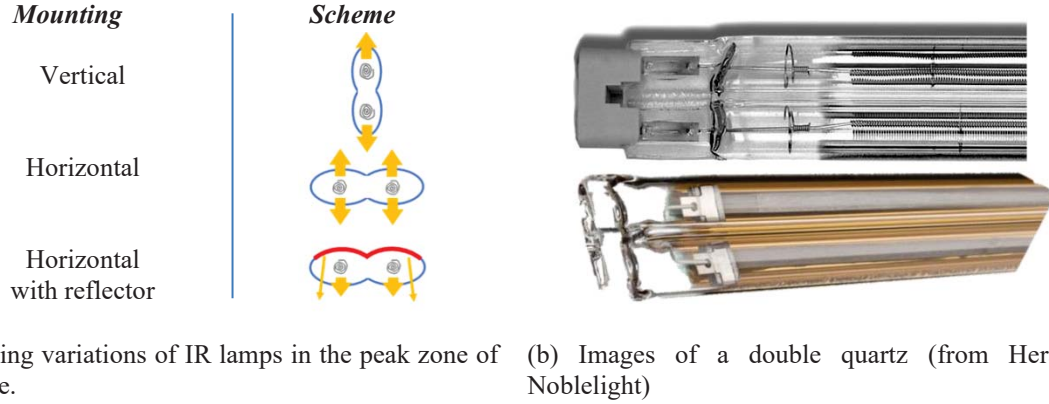 Mounting Scheme
Vertical
Horizontal
Horizontal
with reflector
ing variations of IR lamps in the peak zone of
e.
(b) Images of a double quartz (from Her
Noblelight)